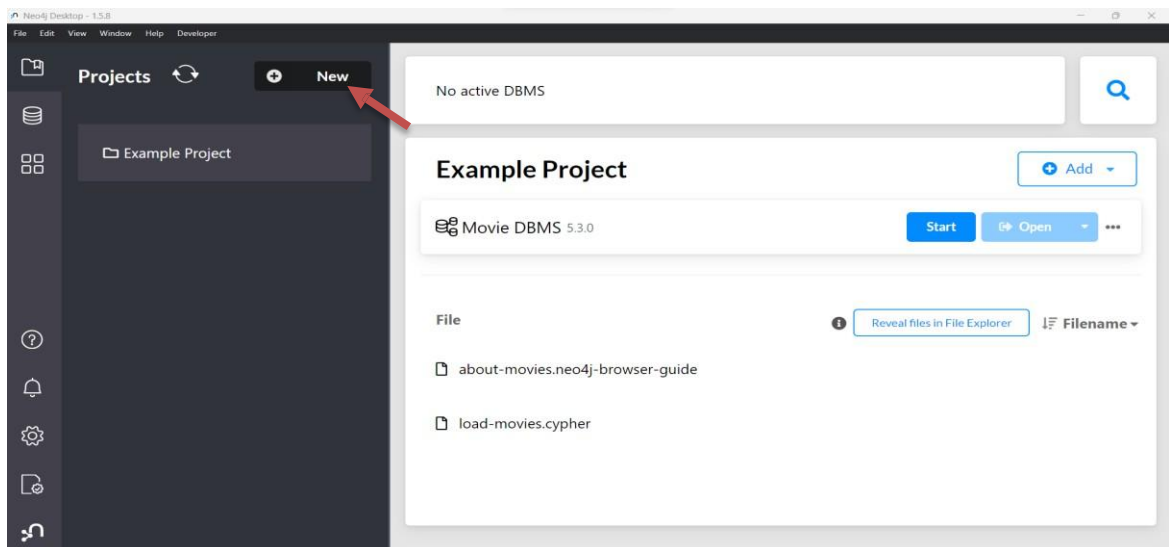 Neo4j Desktop - 1.5.8
File Edit View Window Help Developer
Projects
New
Example Project
No active DBMS
Example Project
Add
Movie DBMS 5.3.0
Start
Open
File
Reveal files in File Explorer
Filename
about-movies.neo4j-browser-guide
load-movies.cypher